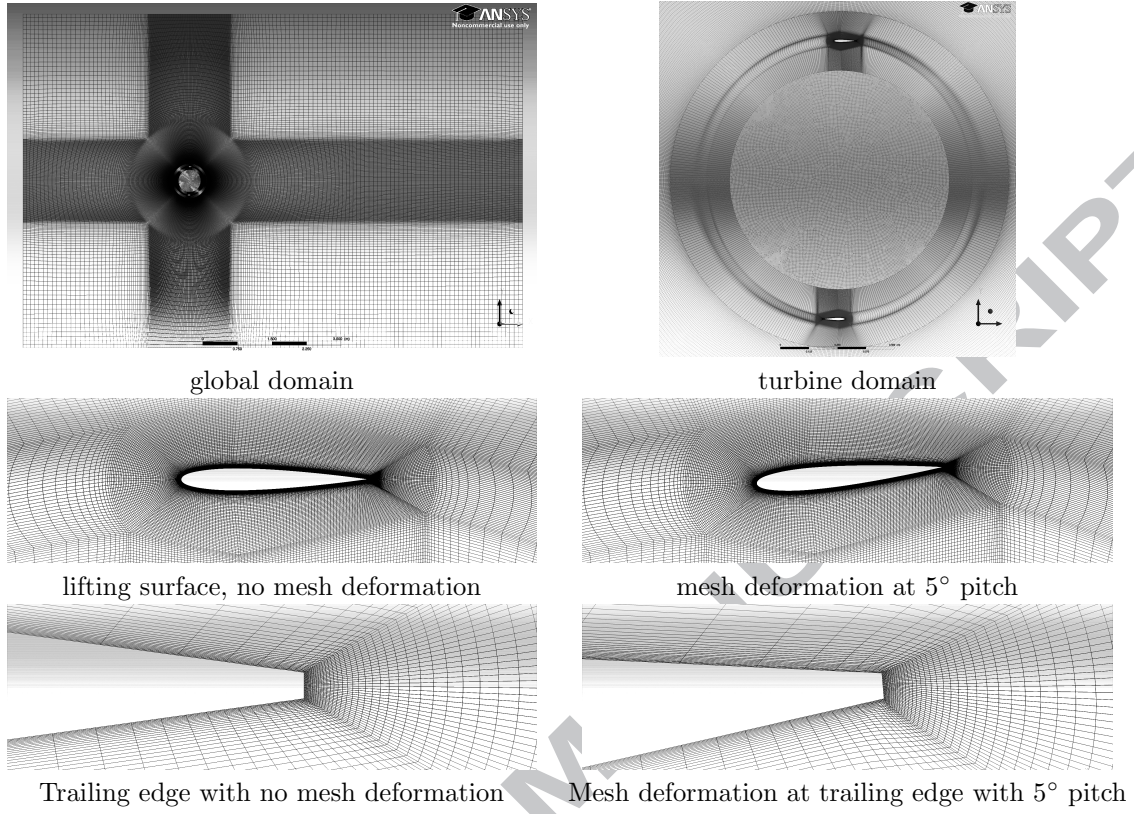 ANSYS
Noncommercial use only
ANSYS
global domain
turbine domain
lifting surface, no mesh deformation
mesh deformation at 5° pitch
Trailing edge with no mesh deformation
Mesh deformation at trailing edge with 5° pitch